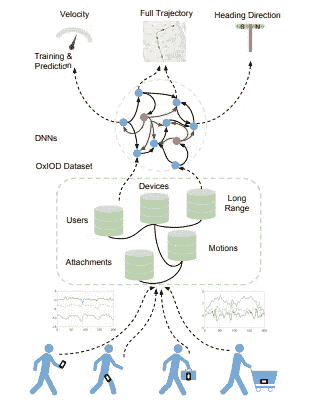 Velocity
Full Trajectory
Heading Direction
S N
Training &
Prediction
DNNs
OxIOD Dataset
Devices
Long
Range
Users
Motions
Attachments